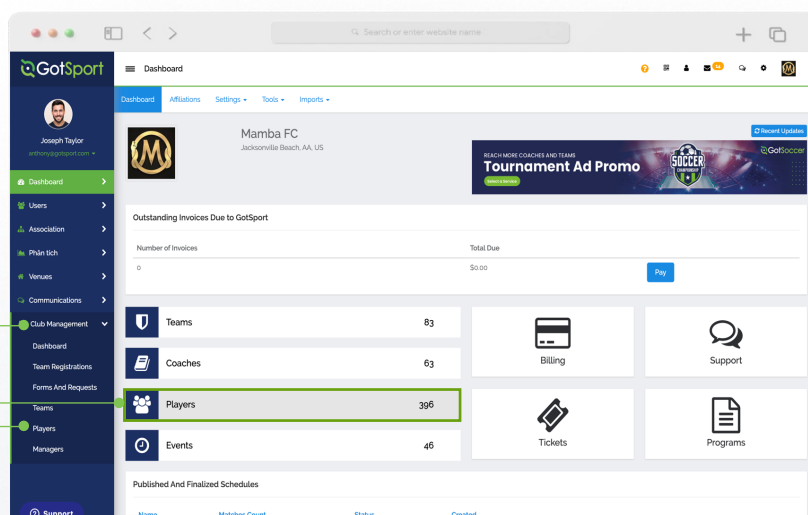 Search or enter website name
GotSport
Dashboard
14
Joseph Taylor
anthony@gotsport.com
Dashboard
Users
Association
Phân tích
Venues
Communications
Club Management
Dashboard
Team Registrations
Forms And Requests
Teams
Players
Managers
Support
Dashboard
Affiliations
Settings
Tools
Imports
Recent Updates
Mamba FC
Jacksonville Beach, AA, US
REACH MORE COACHES AND TEAMS
Tournament Ad Promo
Select a Service
SOCCER
CHAMPIONSHIP
GotSoccer
Outstanding Invoices Due to GotSport
Number of Invoices
Total Due
0
$0.00
Pay
Teams
83
Coaches
63
Players
396
Events
46
Billing
Support
Tickets
Programs
Published And Finalized Schedules
Name
Matches Count
Status
Created